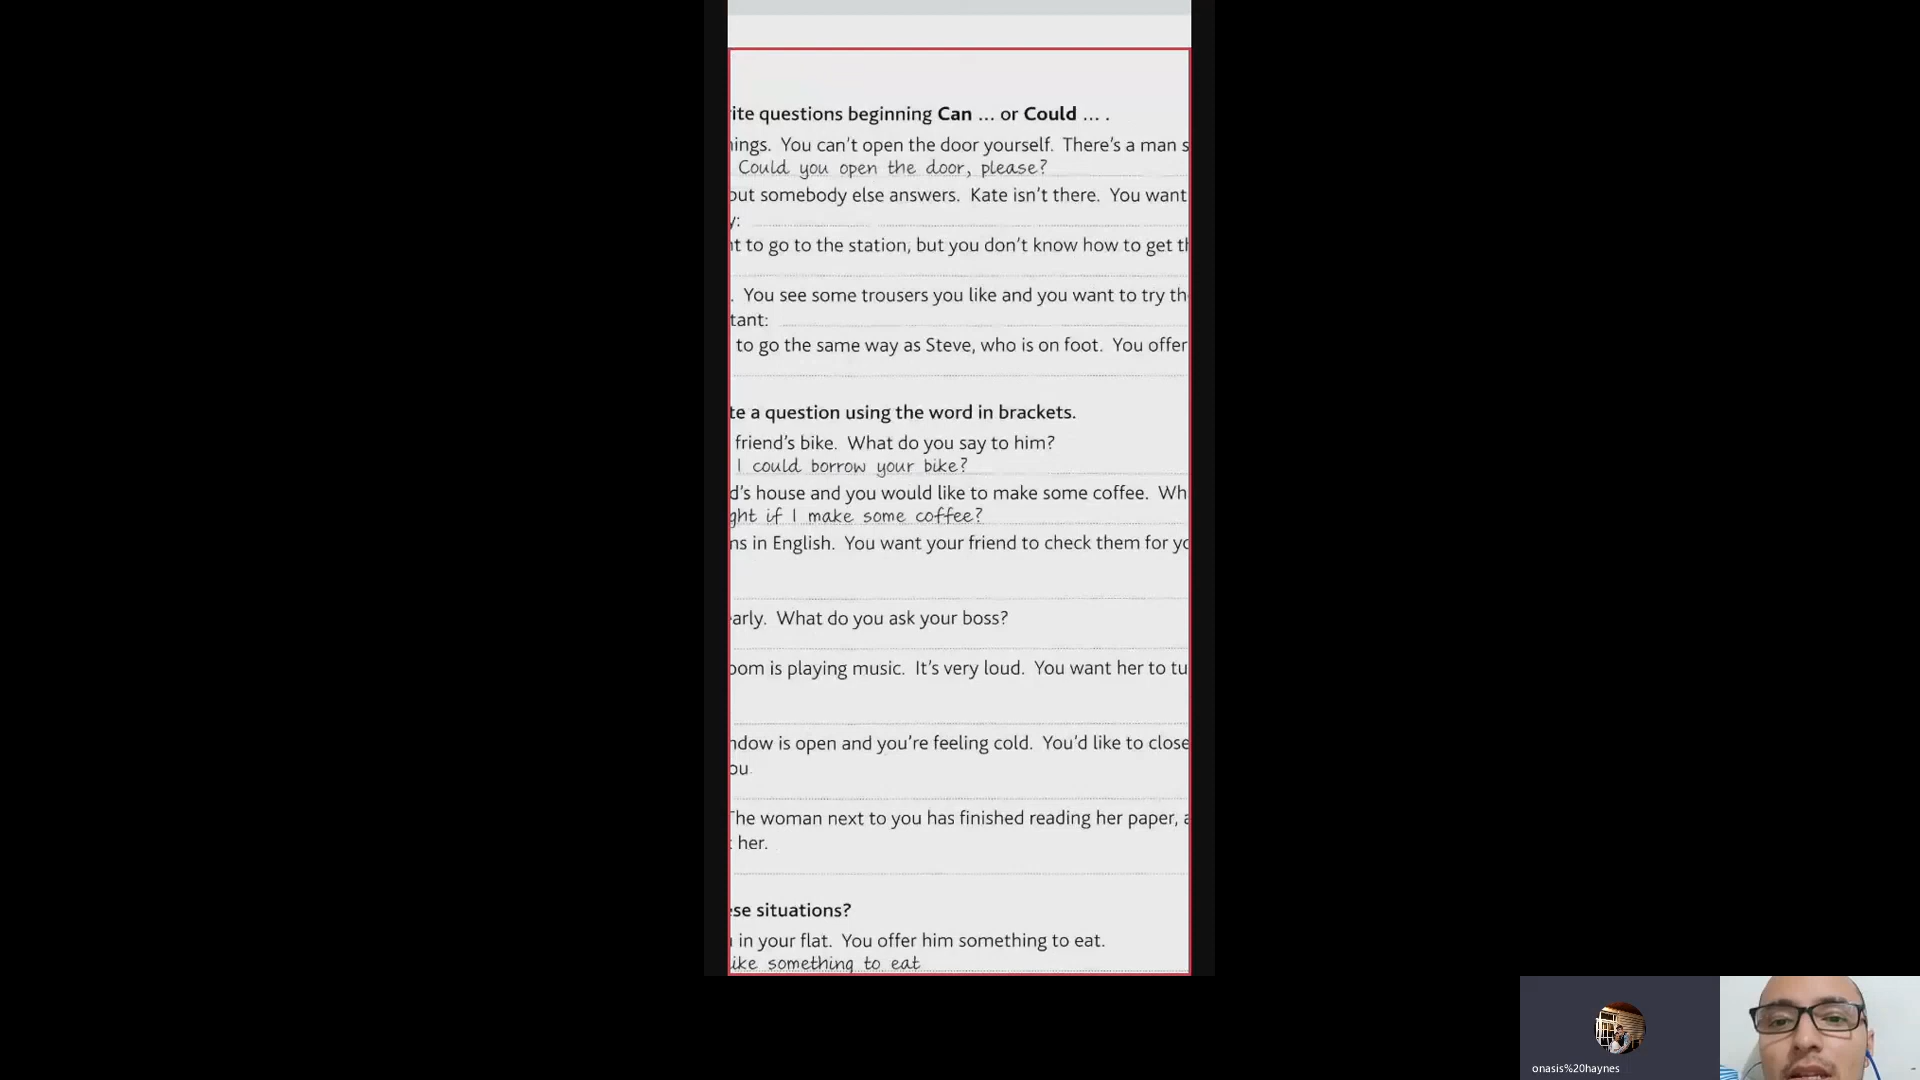 rite questions beginning Can ... or Could ... .
ings. You can't open the door yourself. There's a man s
Could you open the door, please?
but somebody else answers. Kate isn't there. You want
y:
t to go to the station, but you don't know how to get th
. You see some trousers you like and you want to try th
tant:
to go the same way as Steve, who is on foot. You offer
te a question using the word in brackets.
friend's bike. What do you say to him?
I could borrow your bike?
d's house and you would like to make some coffee. Wh
ght if I make some coffee?
ns in English. You want your friend to check them for yo
arly. What do you ask your boss?
oom is playing music. It's very loud. You want her to tu
ndow is open and you're feeling cold. You'd like to close
ou
The woman next to you has finished reading her paper, a
her.
ese situations?
in your flat. You offer him something to eat.
ike something to eat
onasis%20haynes